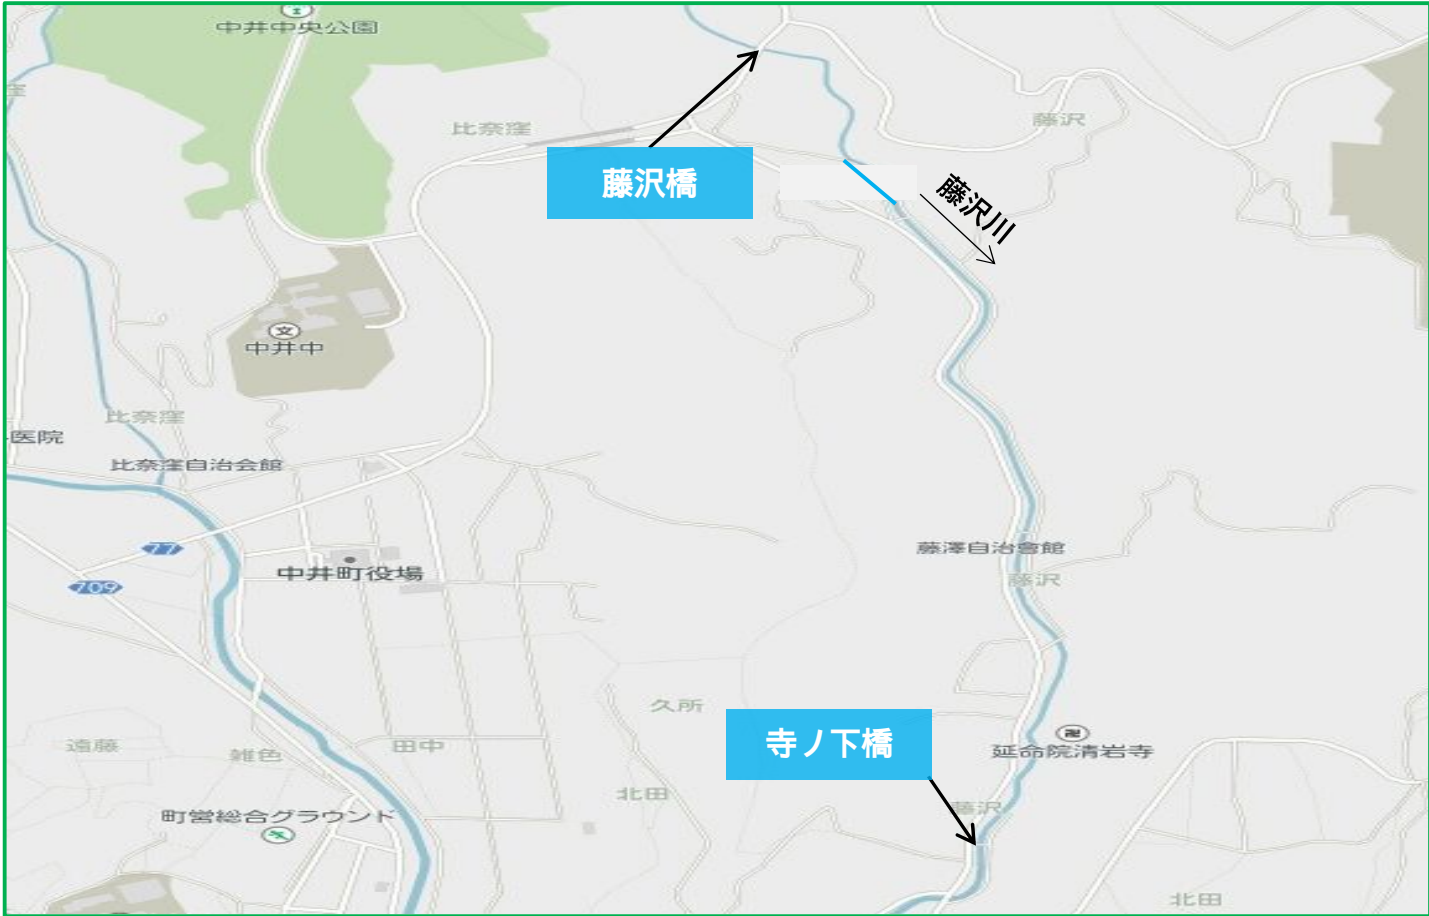 中井中央公園
窪
比奈窪
藤沢
藤沢橋
藤沢川
中井中
比奈窪
医院
比奈窪自治会館
77
709
中井町役場
藤澤自治會館
藤沢
久所
寺ノ下橋
遠藤
雑色
田中
延命院清岩寺
北田
藤沢
町営総合グラウンド
北田